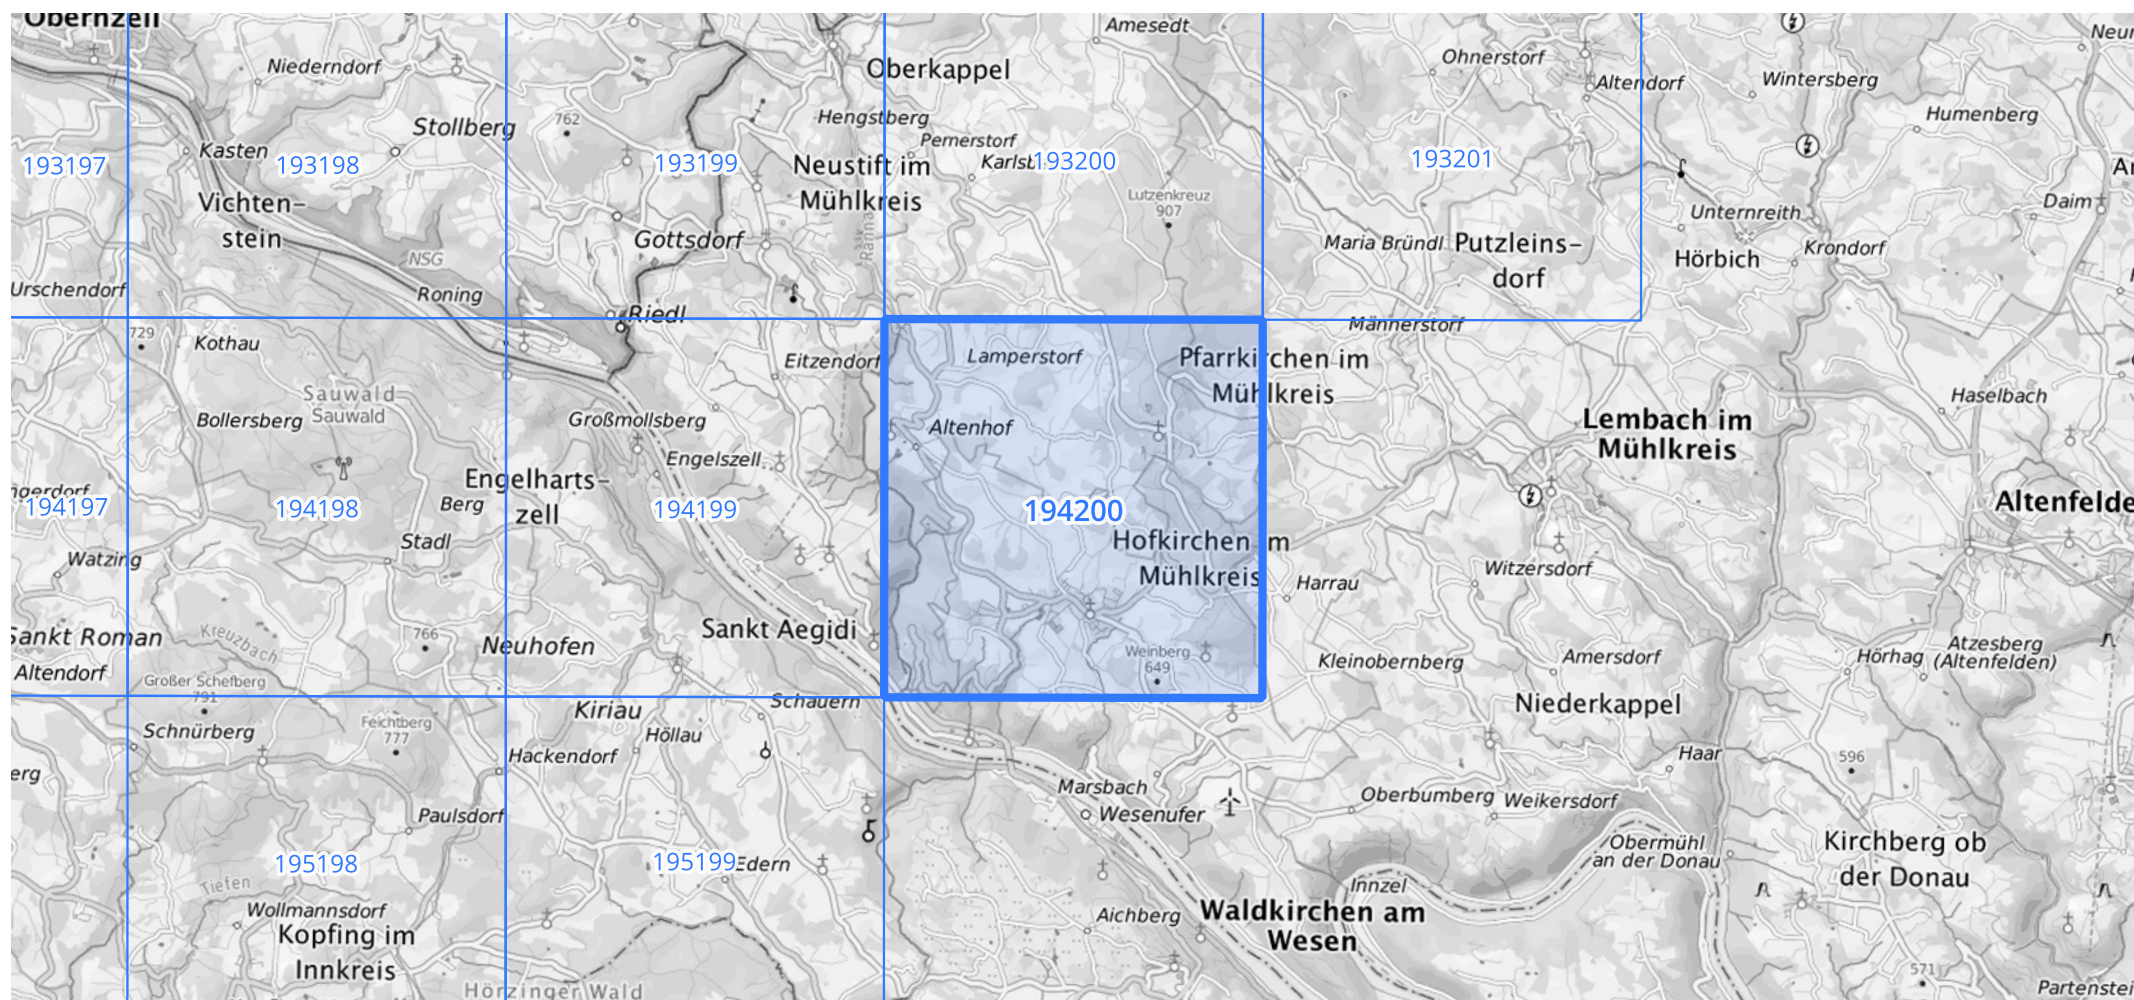 Obernzell
Niederndorf
Stollberg
762
Kasten
193197
193198
193199
Vichten-
stein
Gottsdorf
NSG
Roning
Urschendorf
Riedl
Oberkappel
Amesedt
Hengstberg
Pernerstorf
Neustift im
Mühlkreis
193200
Lutzenkreuz
907
Ranna
Ohnerstorf
Altendorf
193201
Maria Bründl
Putzleins-
dorf
Männerstorf
Wintersberg
Humenberg
Daim
Unternreith
Hörbich
Krondorf
729
Kothau
Sauwald
Sauwald
Bollersberg
194197
194198
Berg
Stadl
Watzing
Engelharts-
zell
Großmollsberg
Engelszell
194199
Eitzendorf
Lamperstorf
Pfarrkirchen im
Mühlkreis
Altenhof
194200
Hofkirchen im
Mühlkreis
Weinberg
649
Harrau
Lembach im
Mühlkreis
Haselbach
Altenfelde
Witzersdorf
Kleinobernberg
Amersdorf
Niederkappel
Hörhag
Atzesberg
(Altenfelden)
Sankt Roman
Altendorf
Kreuzbach
766
Großer Schefberg
791
Neuhofen
Sankt Aegidi
Schnürberg
Feichtberg
777
Kiriau
Höllau
Hackendorf
Schauern
erg
Paulsdorf
195198
195199
Edern
Tiefen
Wollmannsdorf
Kopfing im
Innkreis
Hörzinger Wald
Marsbach
Wesenufer
Aichberg
Waldkirchen am
Wesen
Innzel
Oberbumberg
Weikersdorf
Haar
Obermühl
an der Donau
596
Kirchberg ob
der Donau
571
Partenstei